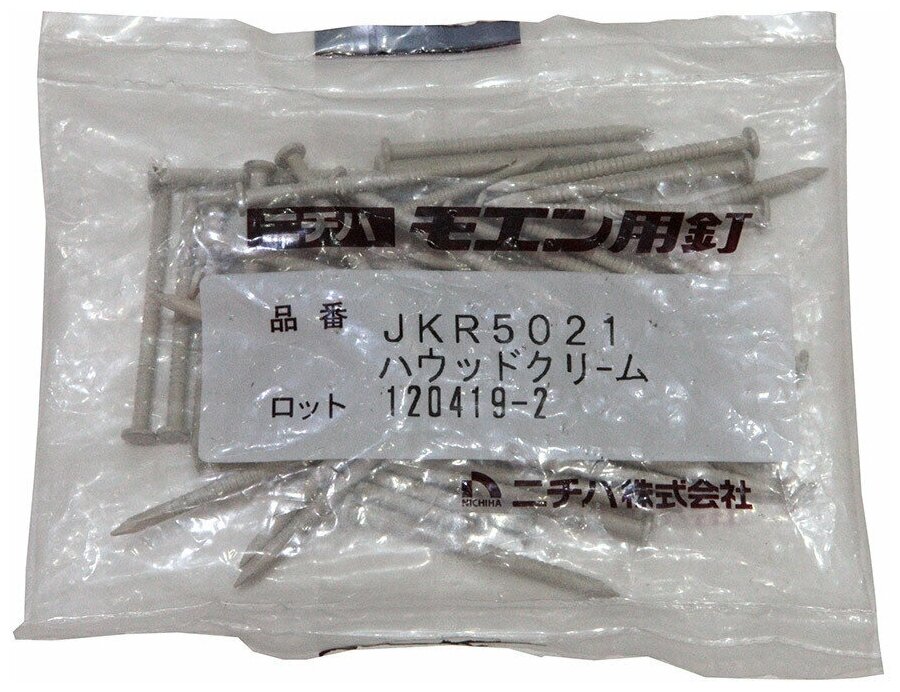 ニチハ モエン用釘
品番 JKR5021
ハウッドクリーム
ロット 120419-2
NICHIHA ニチハ株式会社